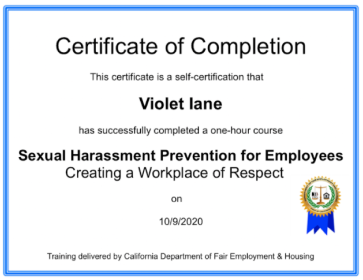 Certificate of Completion
This certificate is a self-certification that
Violet lane
has successfully completed a one-hour course
Sexual Harassment Prevention for Employees
Creating a Workplace of Respect
on
10/9/2020
Training delivered by California Department of Fair Employment & Housing